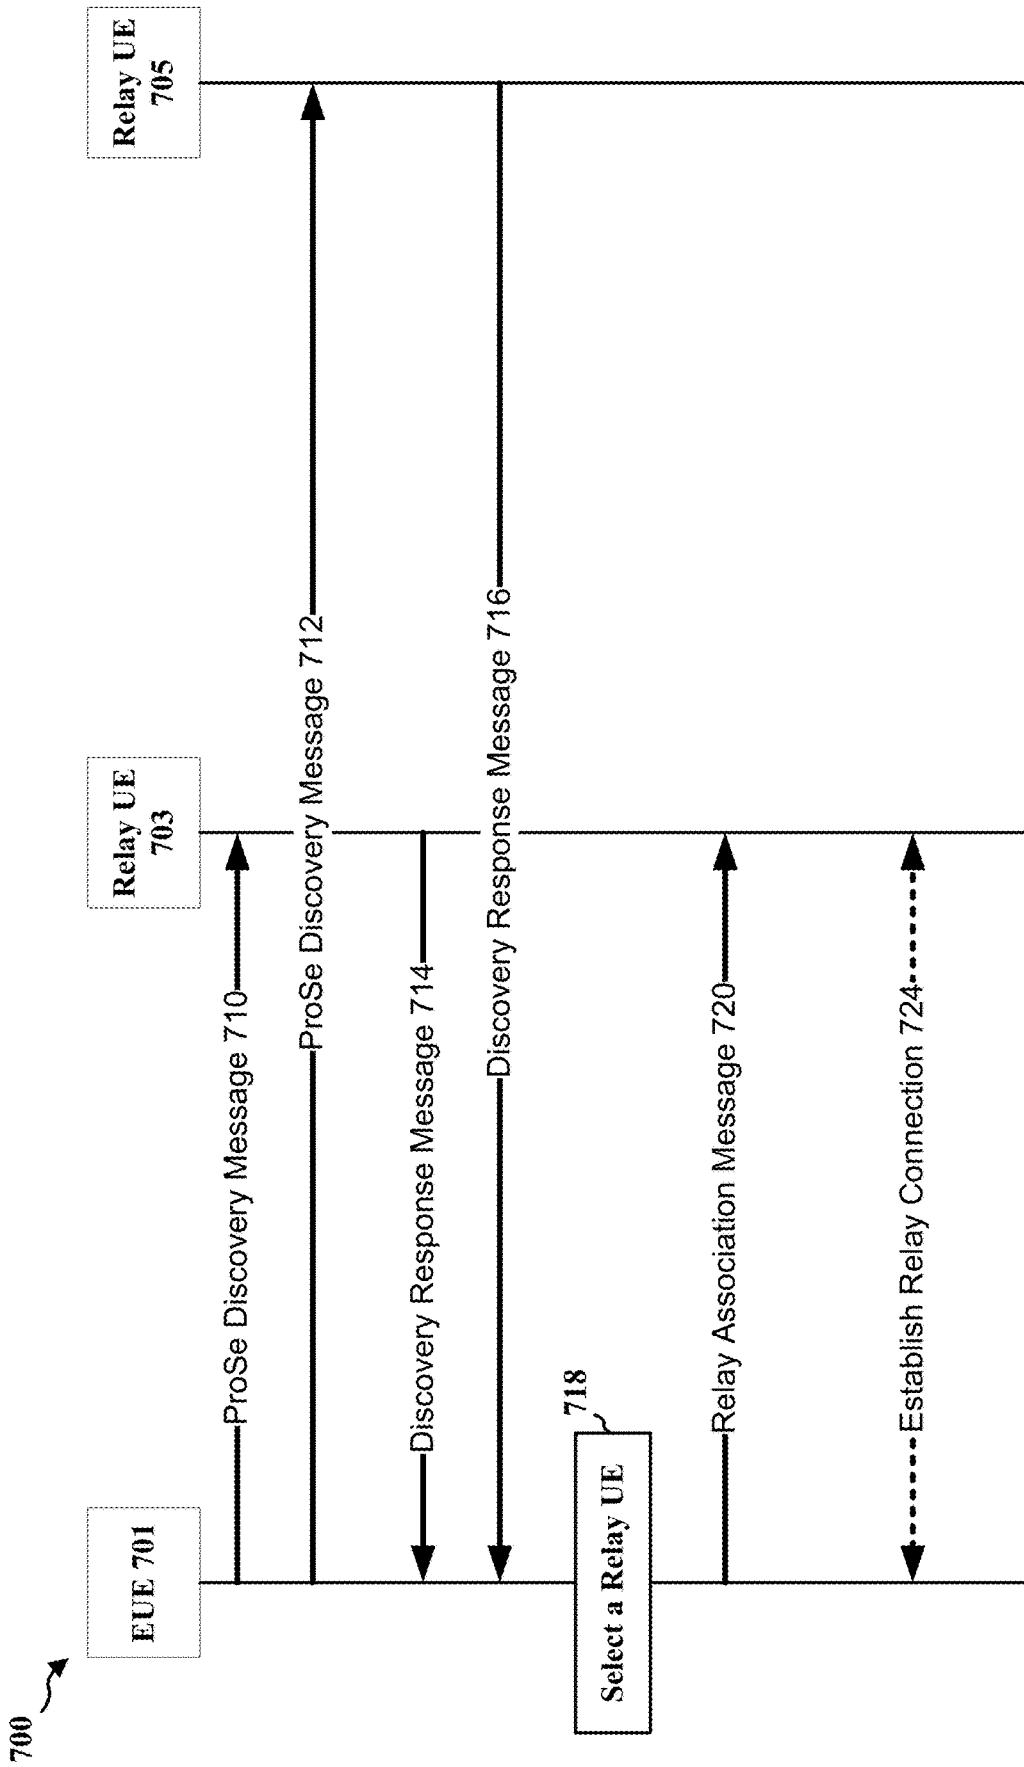 700
EUE 701
Relay UE
703
Relay UE
705
ProSe Discovery Message 710
ProSe Discovery Message 712
Discovery Response Message 714
Discovery Response Message 716
718
Select a Relay UE
Relay Association Message 720
Establish Relay Connection 724